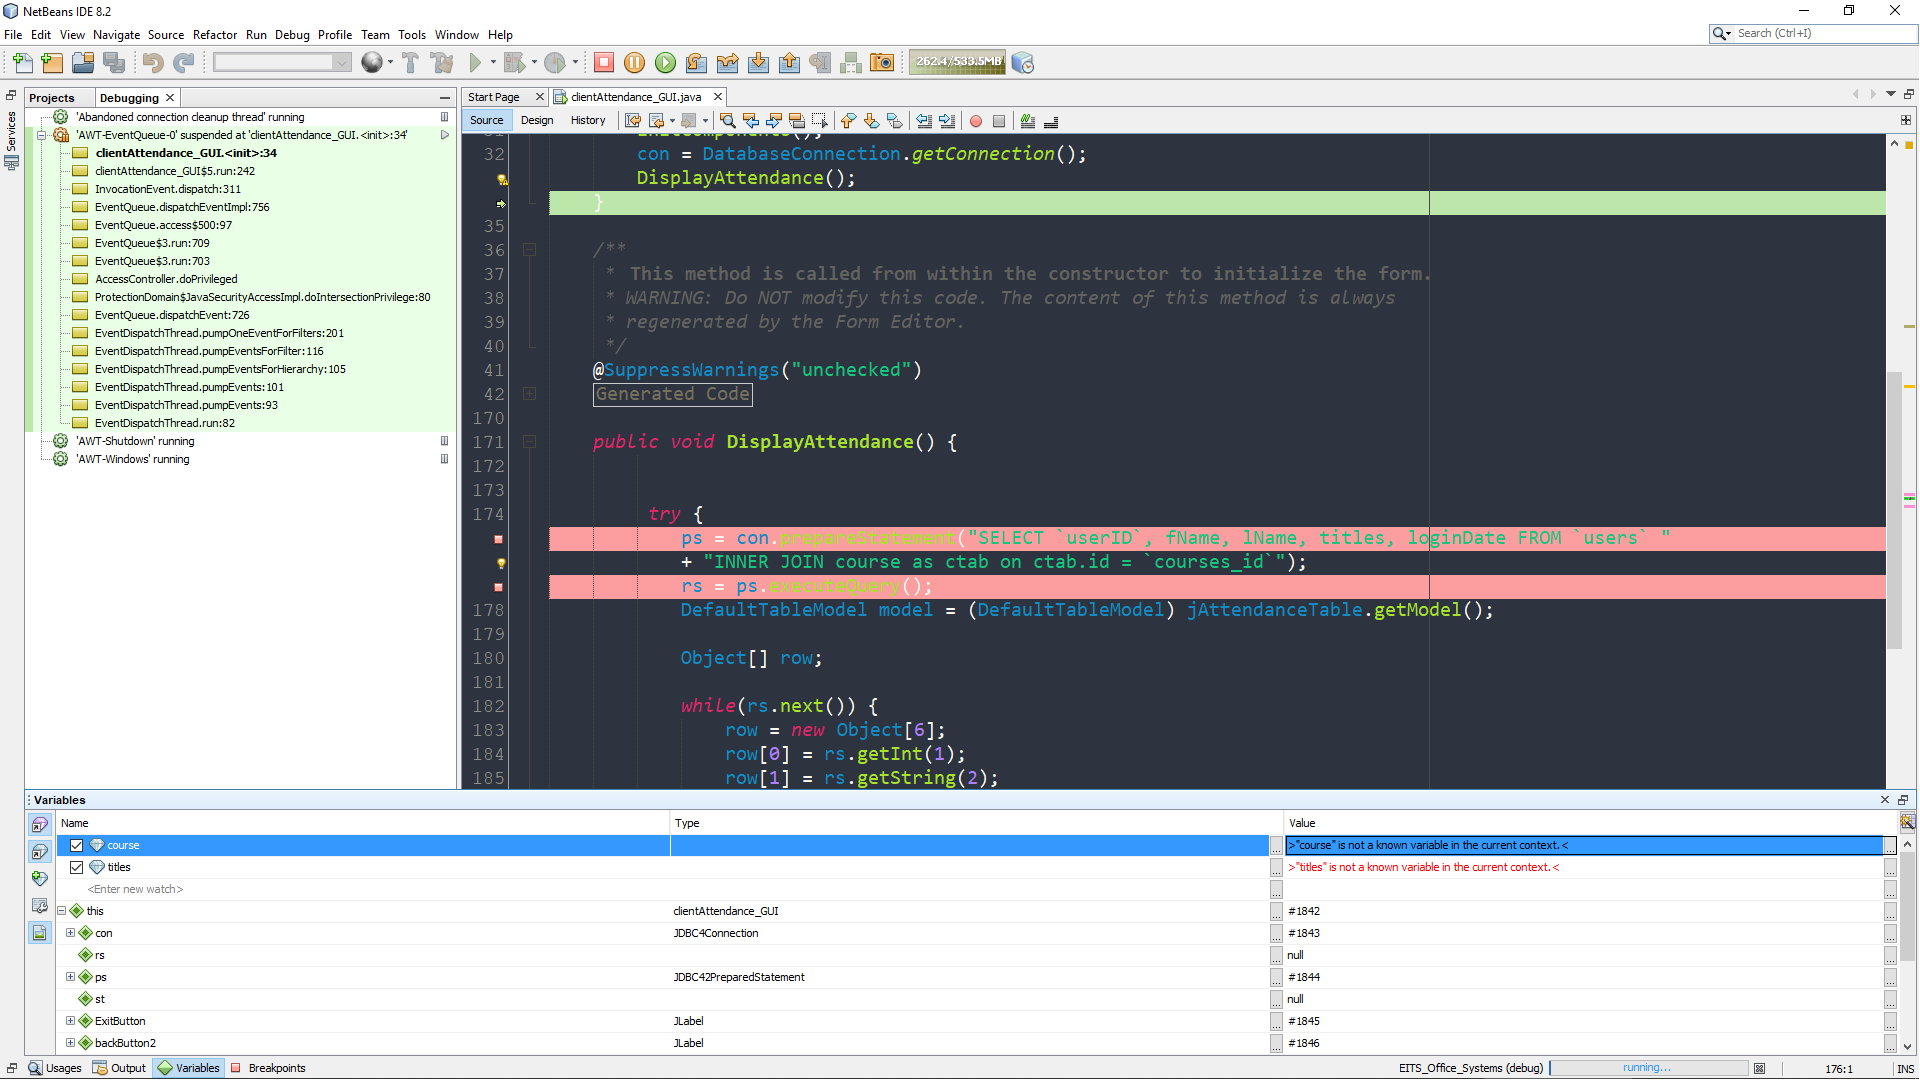 NetBeans IDE 8.2
File Edit View Navigate Source Refactor Run Debug Profile Team Tools Window Help
Search (Ctrl+I)
262.4/533.5MB
Services
Projects
Debugging
'Abandoned connection cleanup thread' running
'AWT-EventQueue-0' suspended at 'clientAttendance_GUI.<init>:34'
clientAttendance_GUI.<init>:34
clientAttendance_GUI$5.run:242
InvocationEvent.dispatch:311
EventQueue.dispatchEventImpl:756
EventQueue.access$500:97
EventQueue$3.run:709
EventQueue$3.run:703
AccessController.doPrivileged
ProtectionDomain$JavaSecurityAccessImpl.doIntersectionPrivilege:80
EventQueue.dispatchEvent:726
EventDispatchThread.pumpOneEventForFilters:201
EventDispatchThread.pumpEventsForFilter:116
EventDispatchThread.pumpEventsForHierarchy:105
EventDispatchThread.pumpEvents:101
EventDispatchThread.pumpEvents:93
EventDispatchThread.run:82
'AWT-Shutdown' running
'AWT-Windows' running
Start Page
clientAttendance_GUI.java
Source Design History
31 initComponents();
32 con = DatabaseConnection.getConnection();
DisplayAttendance();
}
35
36 /**
37 * This method is called from within the constructor to initialize the form.
38 * WARNING: Do NOT modify this code. The content of this method is always
39 * regenerated by the Form Editor.
40 */
41 @SuppressWarnings("unchecked")
42 Generated Code
170
171 public void DisplayAttendance() {
172
173
174 try {
ps = con.prepareStatement("SELECT `userID`, fName, lName, titles, loginDate FROM `users` "
+ "INNER JOIN course as ctab on ctab.id = `courses_id`");
rs = ps.executeQuery();
178 DefaultTableModel model = (DefaultTableModel) jAttendanceTable.getModel();
179
180 Object[] row;
181
182 while(rs.next()) {
183 row = new Object[6];
184 row[0] = rs.getInt(1);
185 row[1] = rs.getString(2);
Variables
Name Type Value
course >"course" is not a known variable in the current context.<
titles >"titles" is not a known variable in the current context.<
<Enter new watch>
this clientAttendance_GUI #1842
con JDBC4Connection #1843
rs null
ps JDBC42PreparedStatement #1844
st null
ExitButton JLabel #1845
backButton2 JLabel #1846
Usages Output Variables Breakpoints
EITS_Office_Systems (debug) running... 176:1 INS